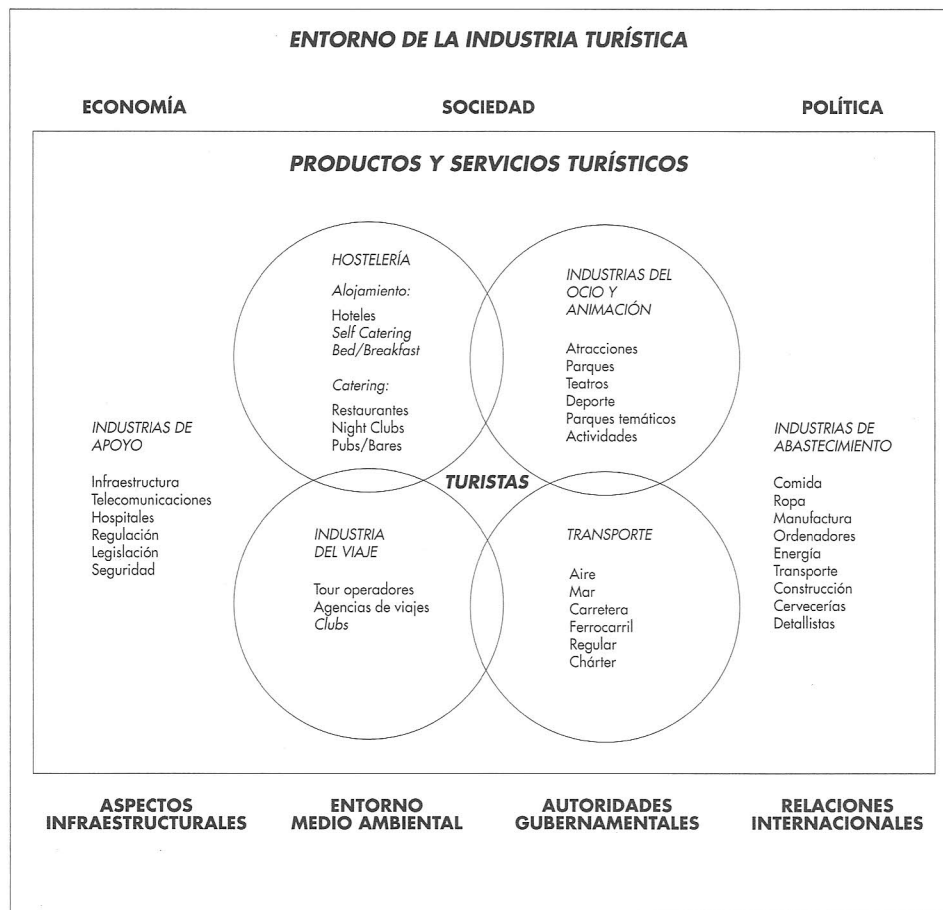 ENTORNO DE LA INDUSTRIA TURÍSTICA
ECONOMÍA
SOCIEDAD
POLÍTICA
PRODUCTOS Y SERVICIOS TURÍSTICOS
HOSTELERÍA
Alojamiento:
Hoteles
Self Catering
Bed/Breakfast
Catering:
Restaurantes
Night Clubs
Pubs/Bares
INDUSTRIAS DEL
OCIO Y
ANIMACIÓN
Atracciones
Parques
Teatros
Deporte
Parques temáticos
Actividades
INDUSTRIAS DE
APOYO
Infraestructura
Telecomunicaciones
Hospitales
Regulación
Legislación
Seguridad
TURISTAS
INDUSTRIAS DE
ABASTECIMIENTO
Comida
Ropa
Manufactura
Ordenadores
Energía
Transporte
Construcción
Cervecerías
Detallistas
INDUSTRIA
DEL VIAJE
Tour operadores
Agencias de viajes
Clubs
TRANSPORTE
Aire
Mar
Carretera
Ferrocarril
Regular
Chárter
ASPECTOS
INFRAESTRUCTURALES
ENTORNO
MEDIO AMBIENTAL
AUTORIDADES
GUBERNAMENTALES
RELACIONES
INTERNACIONALES